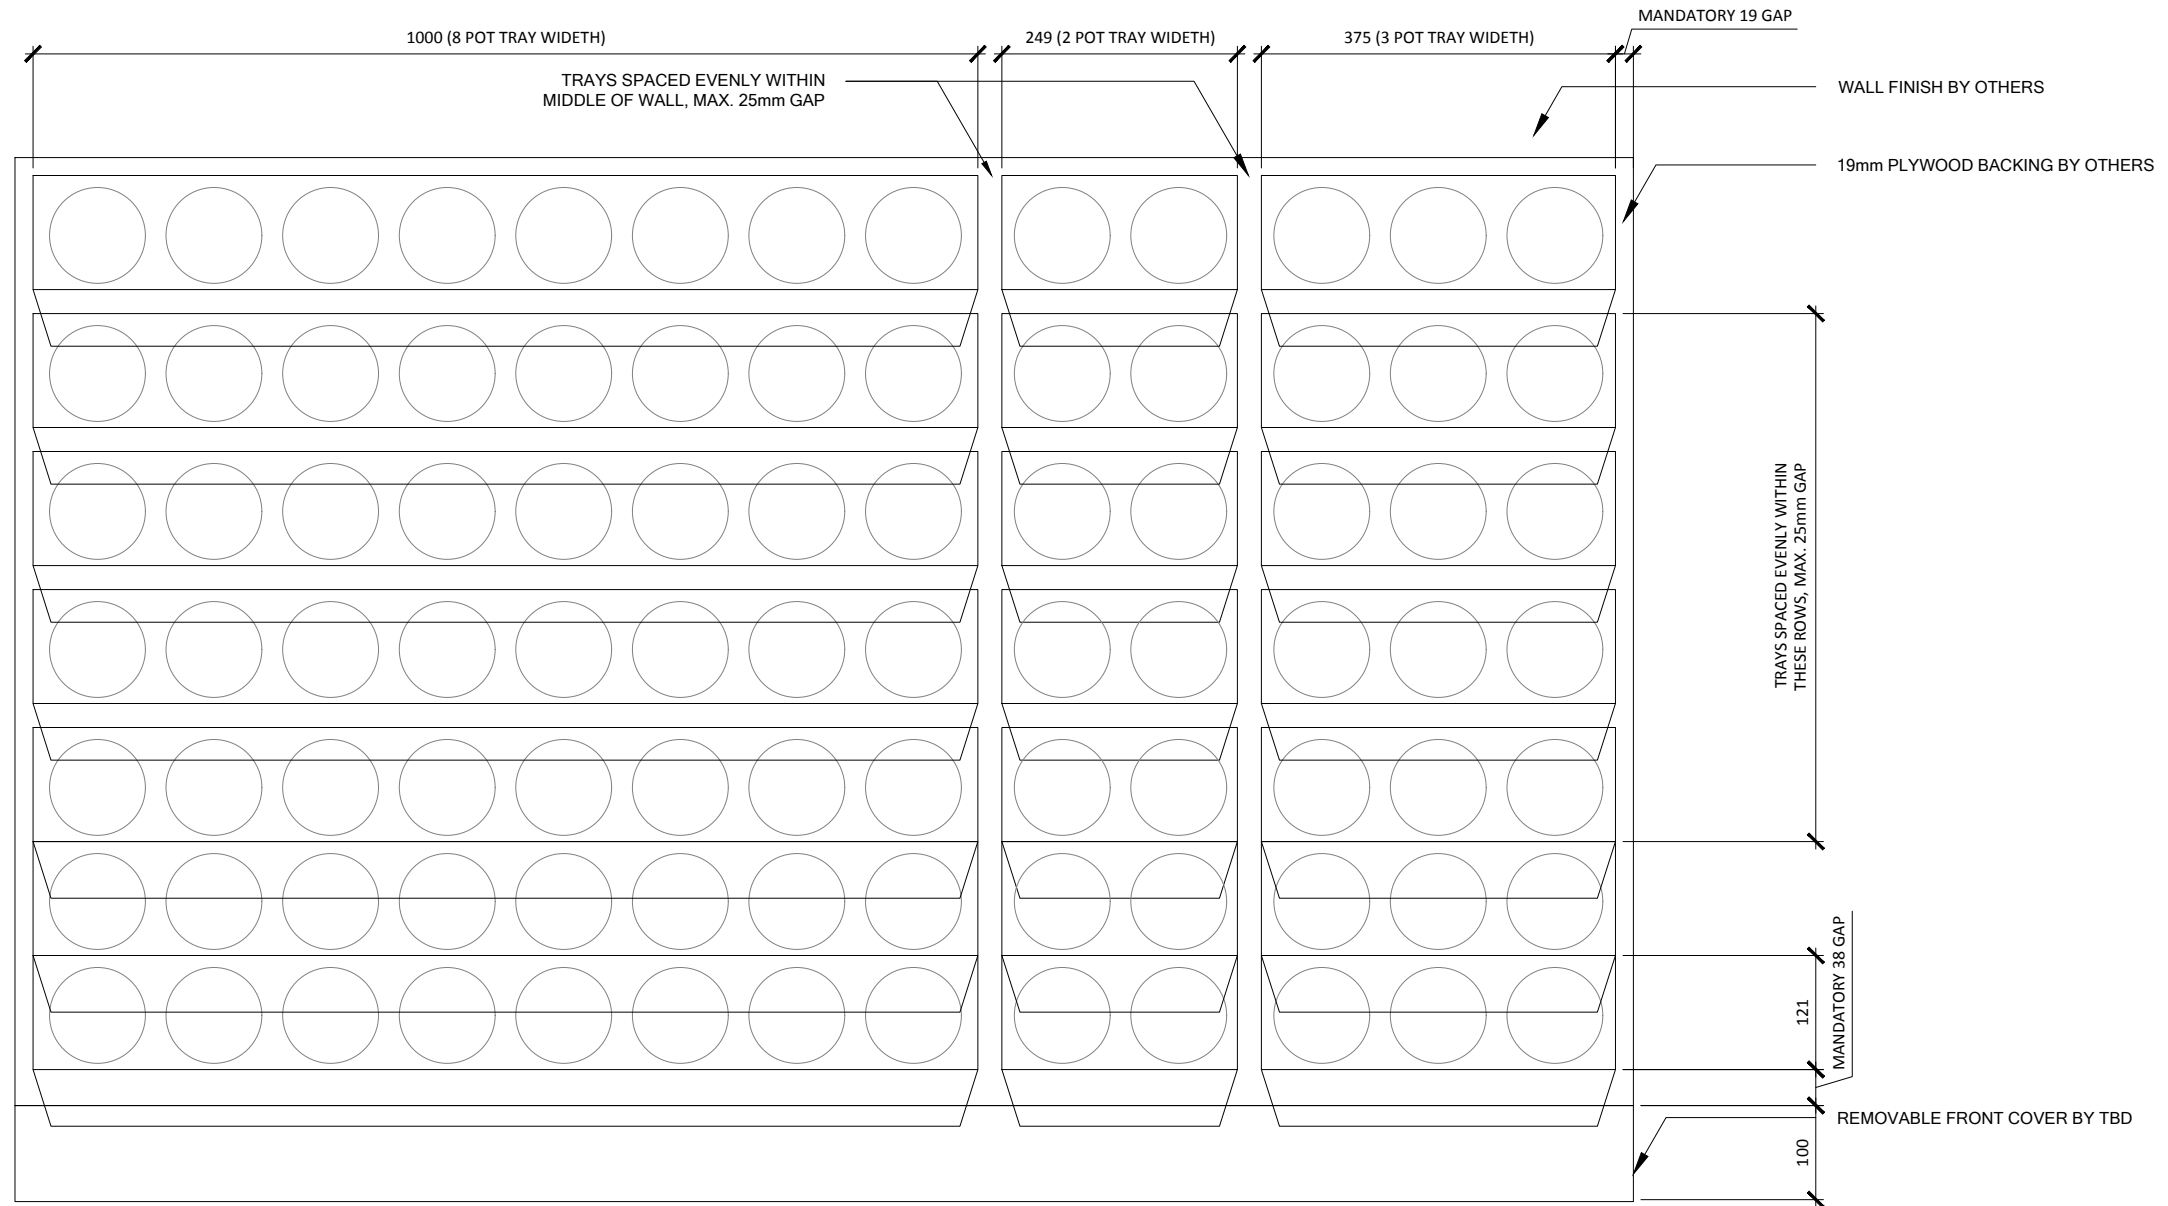 MANDATORY 19 GAP
1000 (8 POT TRAY WIDETH)
249 (2 POT TRAY WIDETH)
375 (3 POT TRAY WIDETH)
TRAYS SPACED EVENLY WITHIN
MIDDLE OF WALL, MAX. 25mm GAP
WALL FINISH BY OTHERS
19mm PLYWOOD BACKING BY OTHERS
TRAYS SPACED EVENLY WITHIN
THESE ROWS, MAX. 25mm GAP
MANDATORY 38 GAP
121
REMOVABLE FRONT COVER BY TBD
100